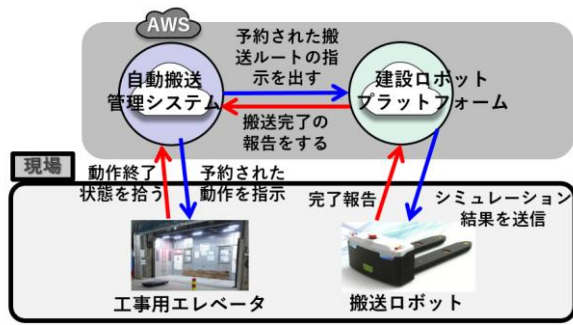 AWS
予約された搬
送ルートの指
示を出す
自動搬送
管理システム
建設ロボット
プラットフォーム
搬送完了の
報告をする
現場
動作終了
状態を拾う
予約された
動作を指示
完了報告
シミュレーション
結果を送信
工事用エレベータ
搬送ロボット